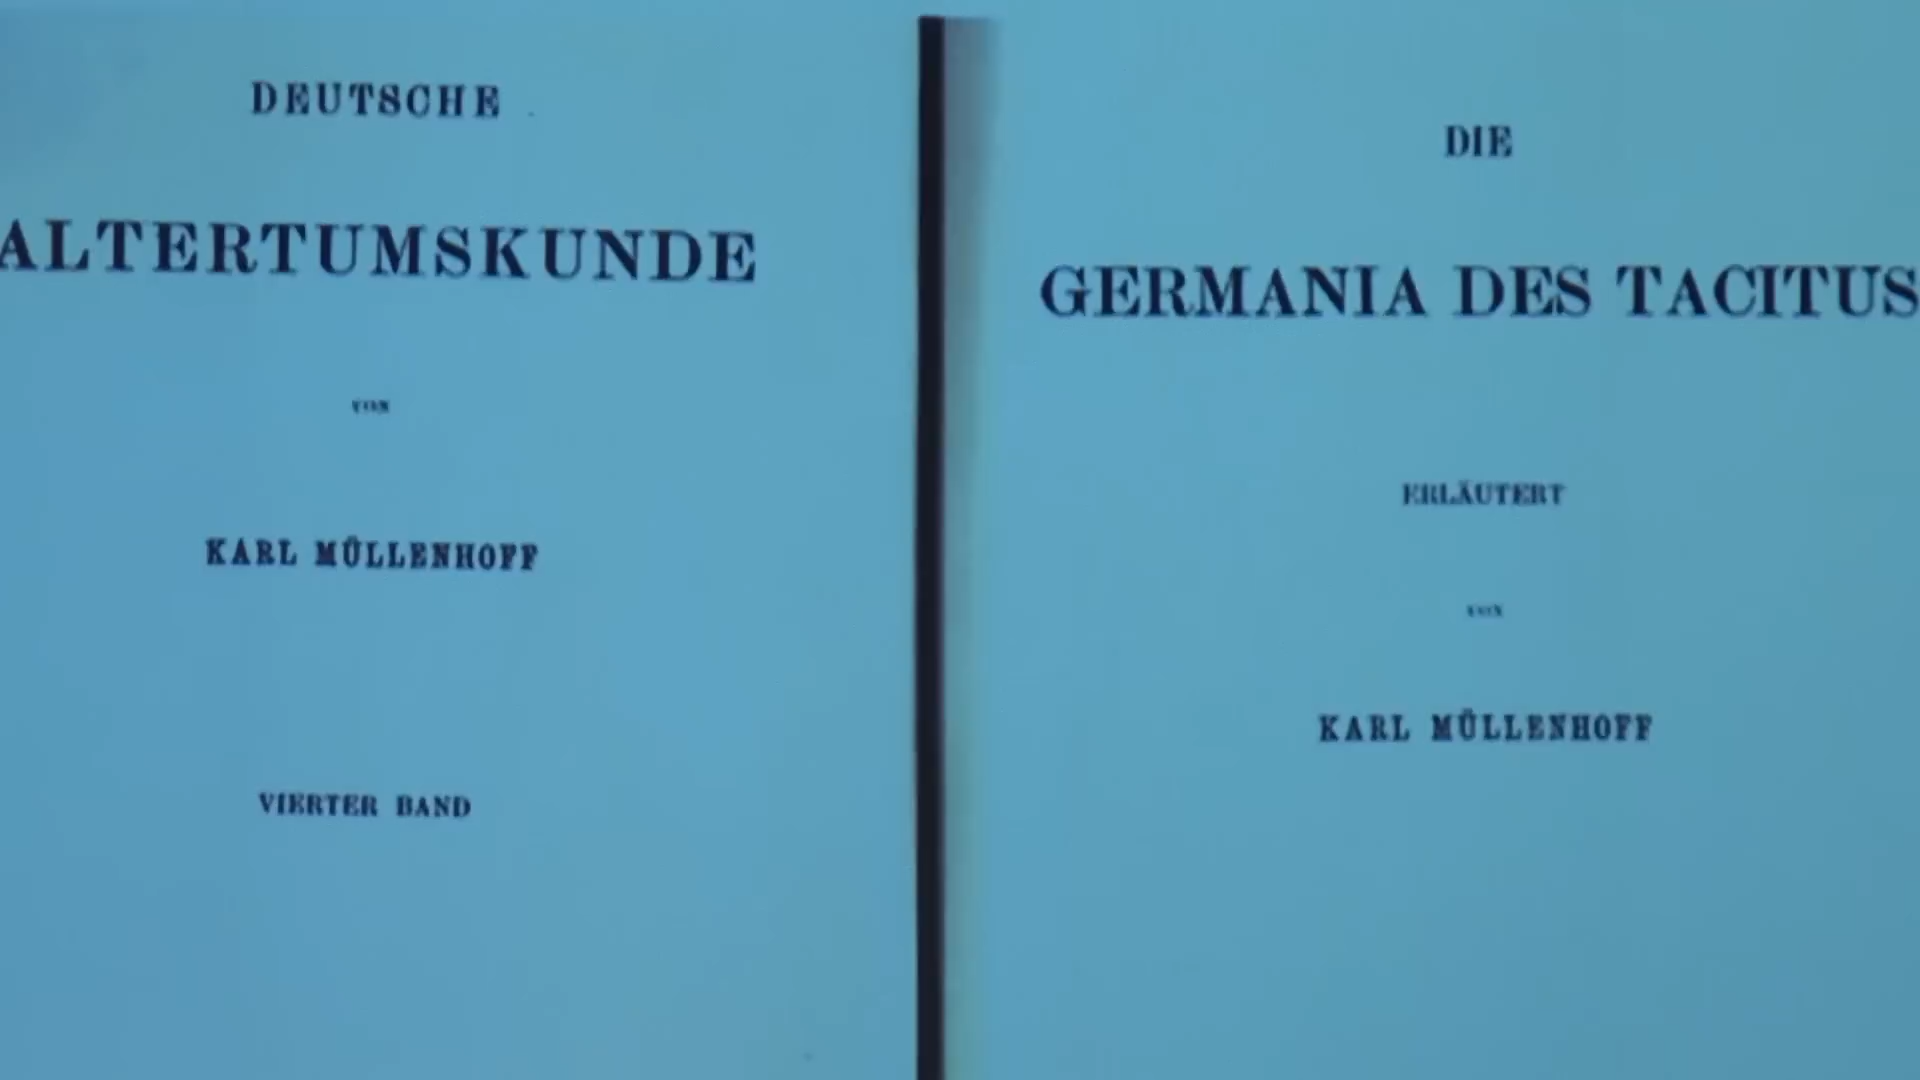 DEUTSCHE
ALTERTUMSKUNDE
VON
KARL MÜLLENHOFF
VIERTER BAND
DIE
GERMANIA DES TACITUS
ERLÄUTERT
VON
KARL MÜLLENHOFF